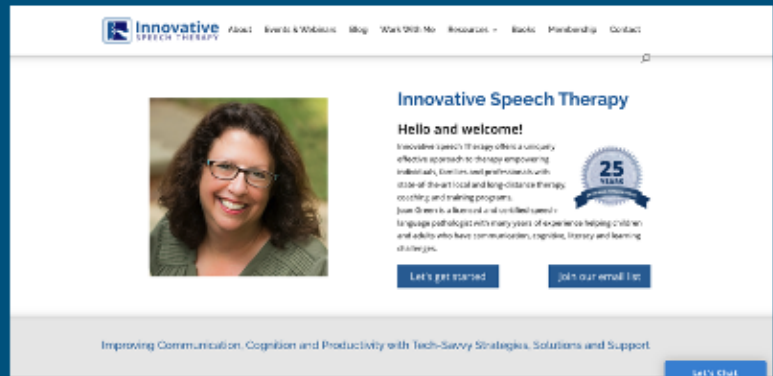 Innovative
SPEECH THERAPY
About Events & Webinars Blog Work With Me Resources Books Membership Contact
Innovative Speech Therapy
Hello and welcome!
Innovative Speech Therapy offers a uniquely
effective approach to therapy empowering
individuals, families and professionals with
state-of-the-art local and long-distance therapy,
coaching and training programs.
Joan Green is a licensed and certified speech-
language pathologist with many years of experience helping children
and adults who have communication, cognitive, literacy and learning
challenges.
25
YEARS
Let's get started
Join our email list
Improving Communication, Cognition and Productivity with Tech-Savvy Strategies, Solutions and Support
Let's Chat